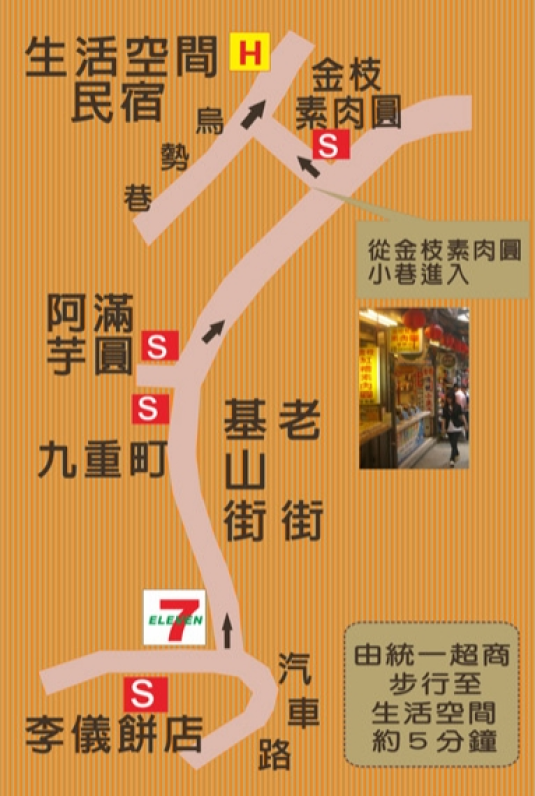 生活空間
民宿
H
金枝
素肉圓
S
烏
勢
巷
從金枝素肉圓
小巷進入
阿滿
芋圓
S
S
九重町
老街
基山街
7
ELEVEN
汽
車
路
S
李儀餅店
由統一超商
步行至
生活空間
約5分鐘